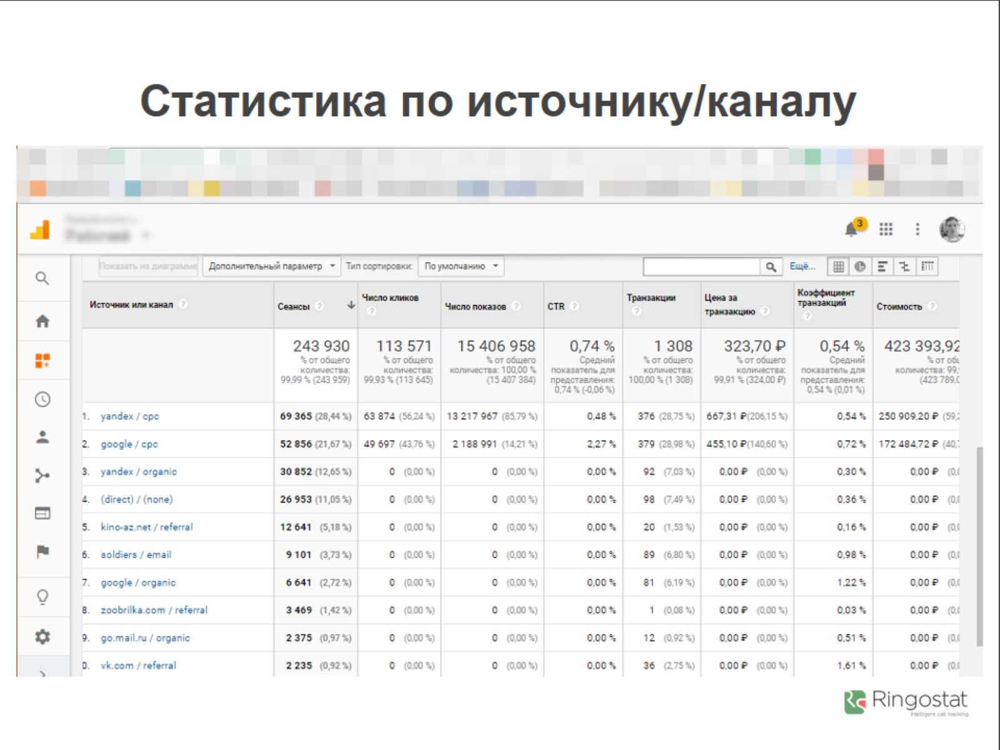 Статистика по источнику/каналу
3
Показать на диаграмме Дополнительный параметр Тип сортировки: По умолчанию Ещё...
Источник или канал ? Сеансы ? Число кликов ? Число показов ? CTR ? Транзакции ? Цена за транзакцию ? Коэффициент транзакций ? Стоимость ?
243 930 113 571 15 406 958 0,74 % 1 308 323,70 ₽ 0,54 % 423 393,92
% от общего количества: 99,99 % (243 959) % от общего количества: 99,93 % (113 645) % от общего количества: 100,00 % (15 407 384) Средний показатель для представления: 0,74 % (-0,06 %) % от общего количества: 100,00 % (1 308) % от общего количества: 99,91 % (324,00 ₽) Средний показатель для представления: 0,54 % (0,01 %) % от общ количества: 99, (423 789,0
1. yandex / cpc 69 365 (28,44 %) 63 874 (56,24 %) 13 217 967 (85,79 %) 0,48 % 376 (28,75 %) 667,31 ₽(206,15 %) 0,54 % 250 909,20 ₽ (59,2
2. google / cpc 52 856 (21,67 %) 49 697 (43,76 %) 2 188 991 (14,21 %) 2,27 % 379 (28,98 %) 455,10 ₽(140,60 %) 0,72 % 172 484,72 ₽ (40,7
3. yandex / organic 30 852 (12,65 %) 0 (0,00 %) 0 (0,00 %) 0,00 % 92 (7,03 %) 0,00 ₽ (0,00 %) 0,30 % 0,00 ₽ (0,0
4. (direct) / (none) 26 953 (11,05 %) 0 (0,00 %) 0 (0,00 %) 0,00 % 98 (7,49 %) 0,00 ₽ (0,00 %) 0,36 % 0,00 ₽ (0,0
5. kino-az.net / referral 12 641 (5,18 %) 0 (0,00 %) 0 (0,00 %) 0,00 % 20 (1,53 %) 0,00 ₽ (0,00 %) 0,16 % 0,00 ₽ (0,0
6. soldiers / email 9 101 (3,73 %) 0 (0,00 %) 0 (0,00 %) 0,00 % 89 (6,80 %) 0,00 ₽ (0,00 %) 0,98 % 0,00 ₽ (0,0
7. google / organic 6 641 (2,72 %) 0 (0,00 %) 0 (0,00 %) 0,00 % 81 (6,19 %) 0,00 ₽ (0,00 %) 1,22 % 0,00 ₽ (0,0
8. zoobrilka.com / referral 3 469 (1,42 %) 0 (0,00 %) 0 (0,00 %) 0,00 % 1 (0,08 %) 0,00 ₽ (0,00 %) 0,03 % 0,00 ₽ (0,0
9. go.mail.ru / organic 2 375 (0,97 %) 0 (0,00 %) 0 (0,00 %) 0,00 % 12 (0,92 %) 0,00 ₽ (0,00 %) 0,51 % 0,00 ₽ (0,0
0. vk.com / referral 2 235 (0,92 %) 0 (0,00 %) 0 (0,00 %) 0,00 % 36 (2,75 %) 0,00 ₽ (0,00 %) 1,61 % 0,00 ₽ (0,0
Ringostat
intelligent call tracking